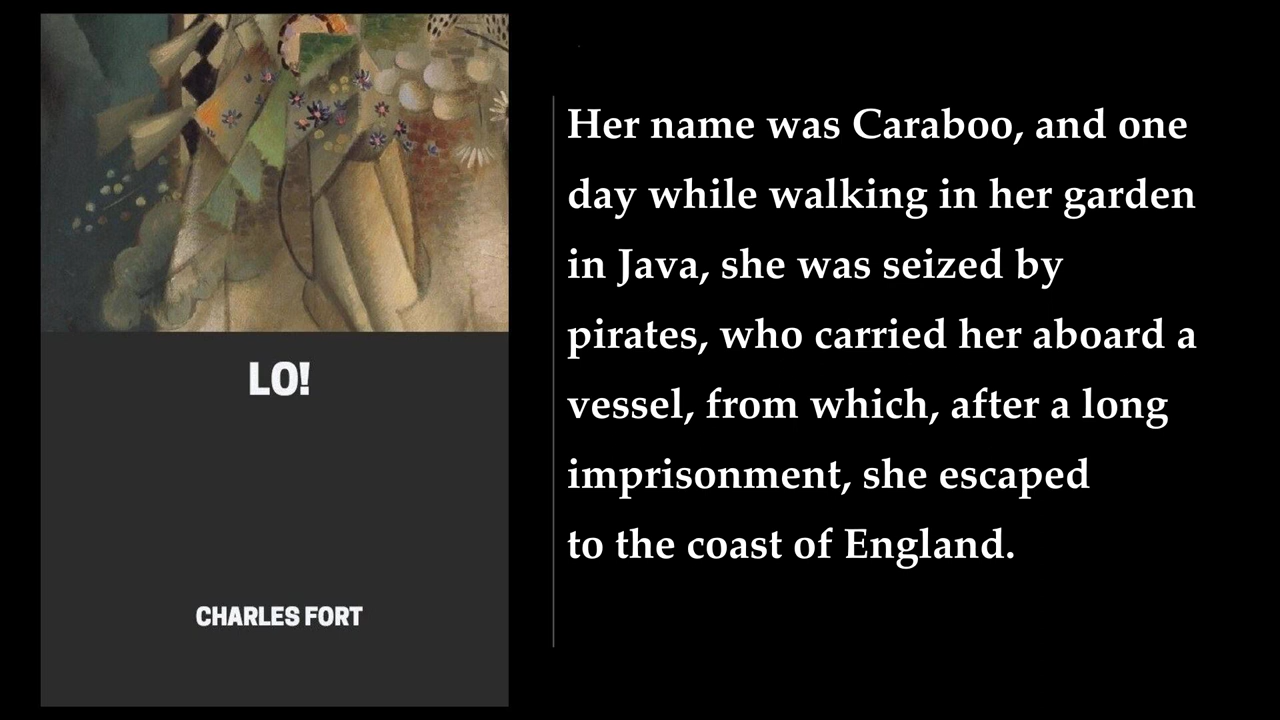 LO!
CHARLES FORT
Her name was Caraboo, and one
day while walking in her garden
in Java, she was seized by
pirates, who carried her aboard a
vessel, from which, after a long
imprisonment, she escaped
to the coast of England.